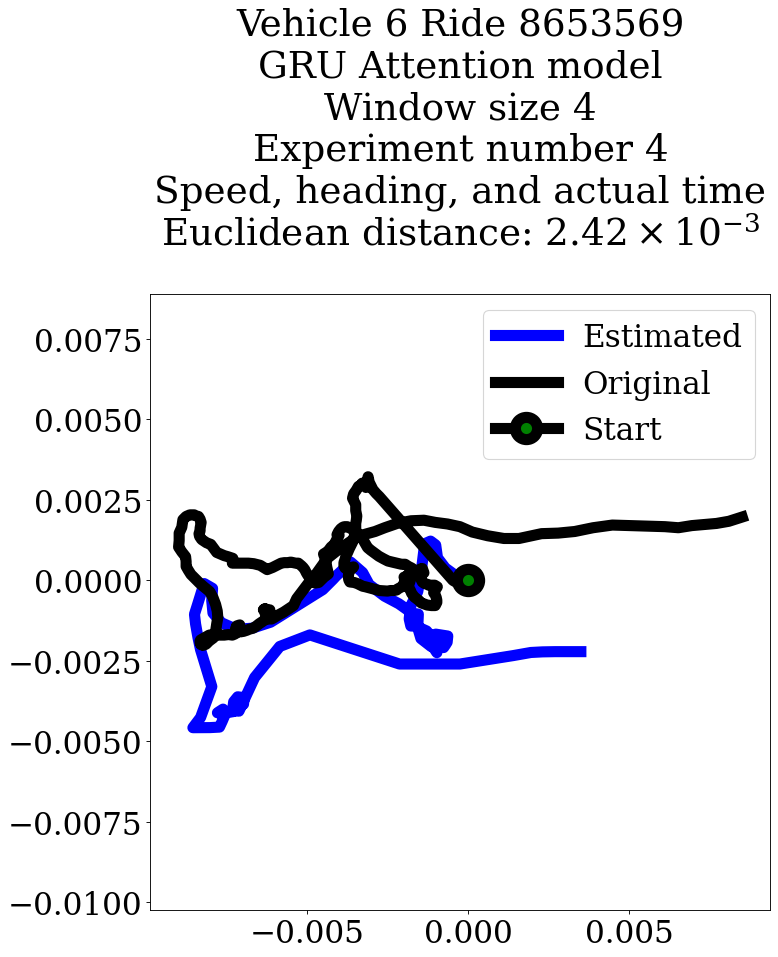 Vehicle 6 Ride 8653569
GRU Attention model
Window size 4
Experiment number 4
Speed, heading, and actual time
Euclidean distance: 2.42 × 10⁻³
Estimated
Original
Start
0.0075
0.0050
0.0025
0.0000
−0.0025
−0.0050
−0.0075
−0.0100
−0.005
0.000
0.005